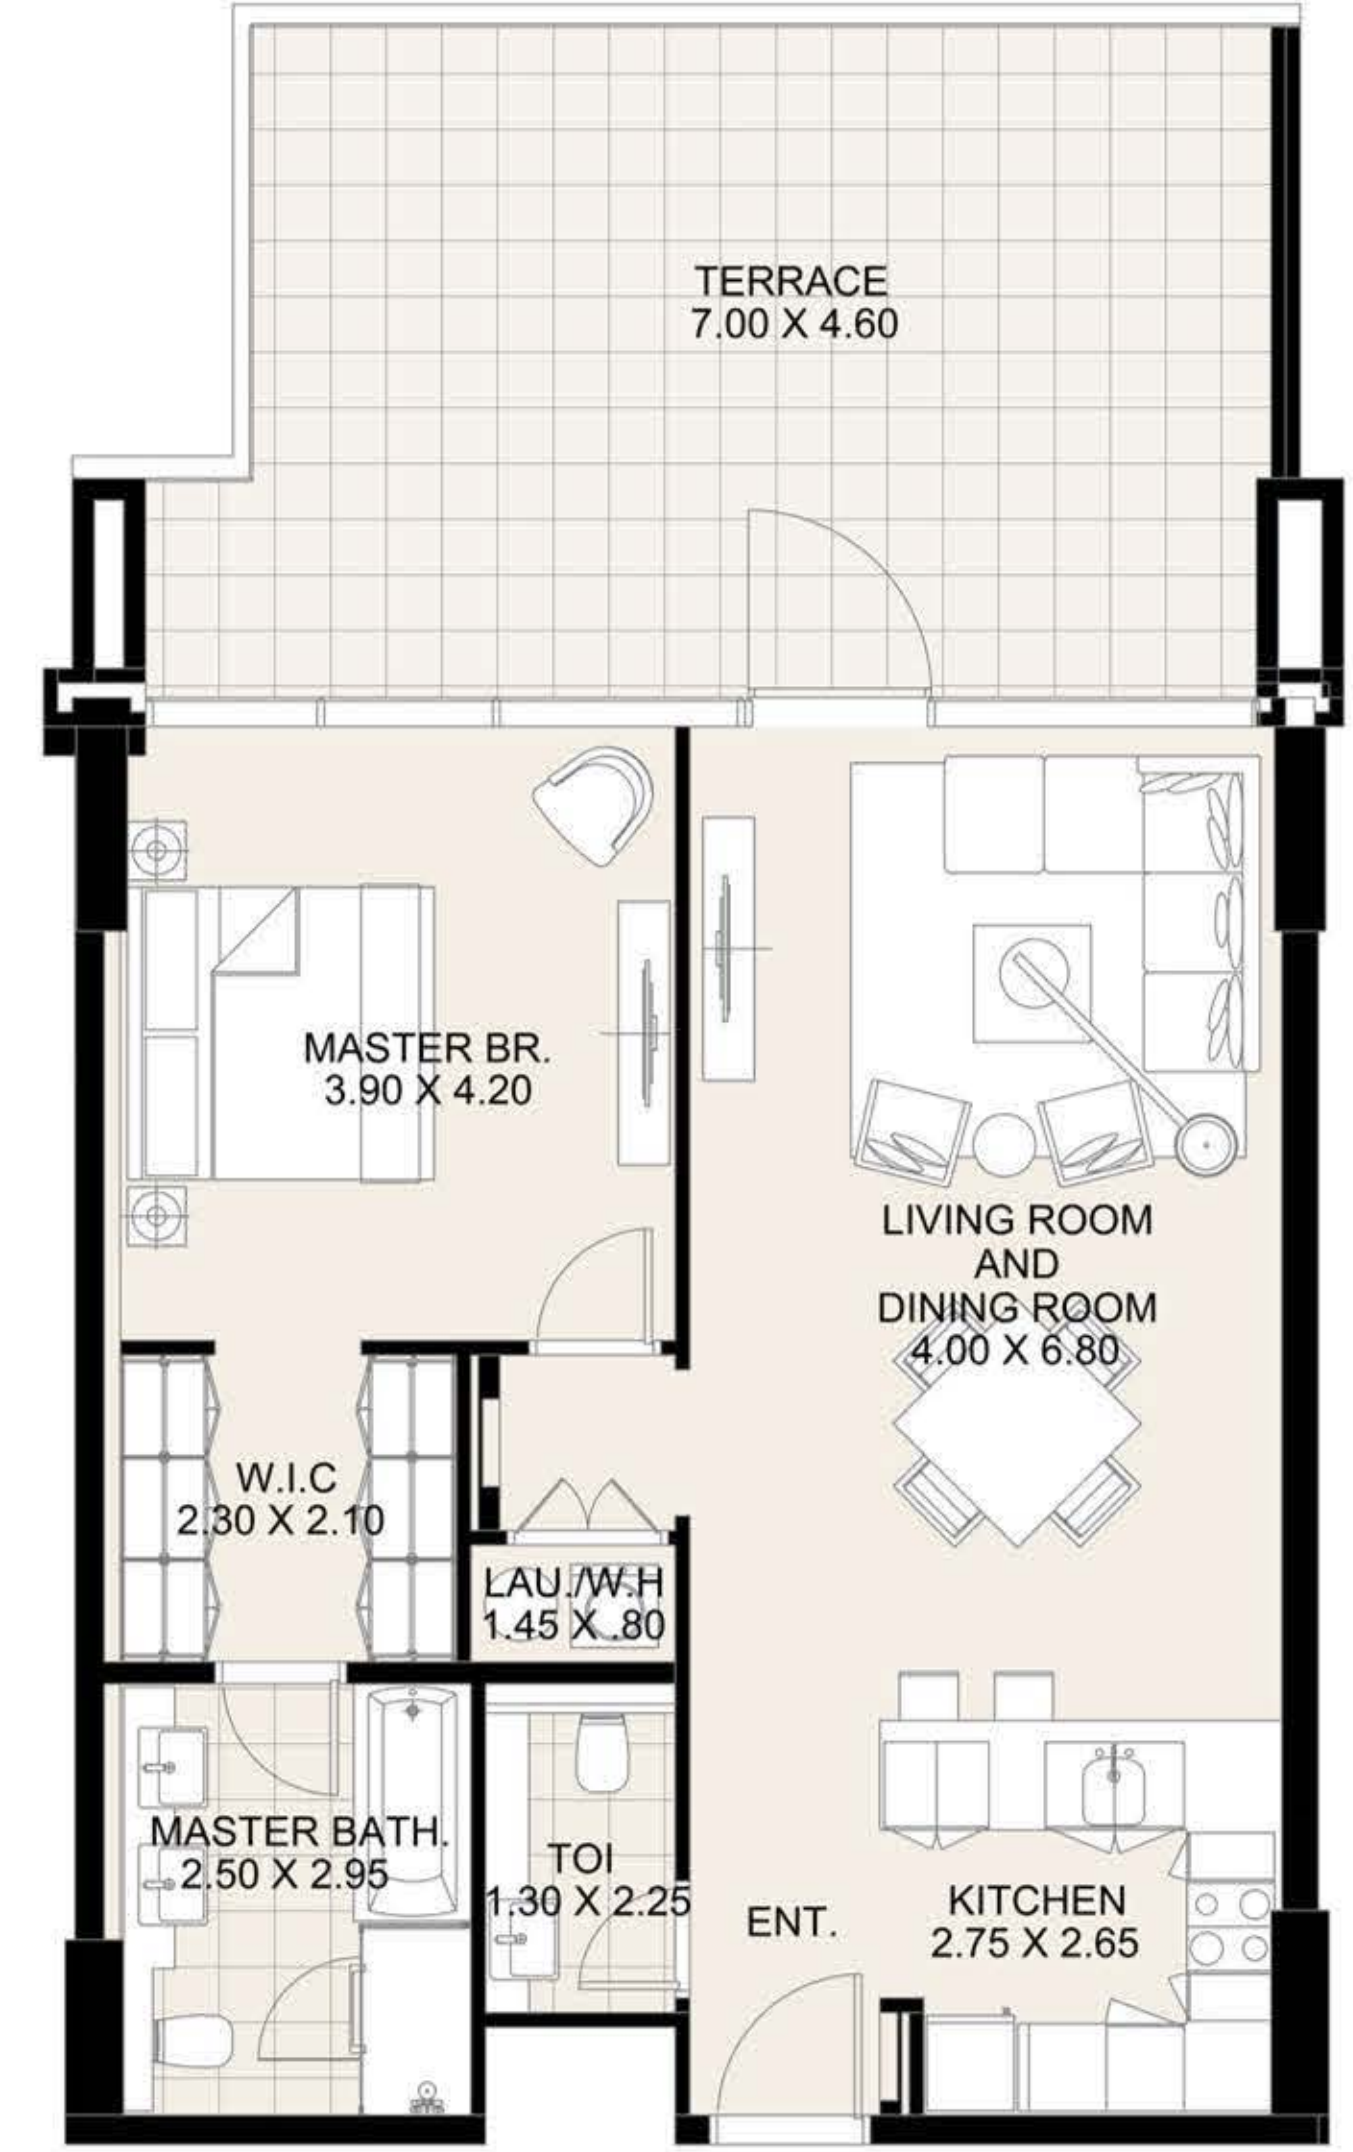 TERRACE
7.00 X 4.60
MASTER BR.
3.90 X 4.20
LIVING ROOM
AND
DINING ROOM
4.00 X 6.80
W.I.C
2.30 X 2.10
LAU./W.H
1.45 X .80
MASTER BATH.
2.50 X 2.95
TOI
1.30 X 2.25
ENT.
KITCHEN
2.75 X 2.65